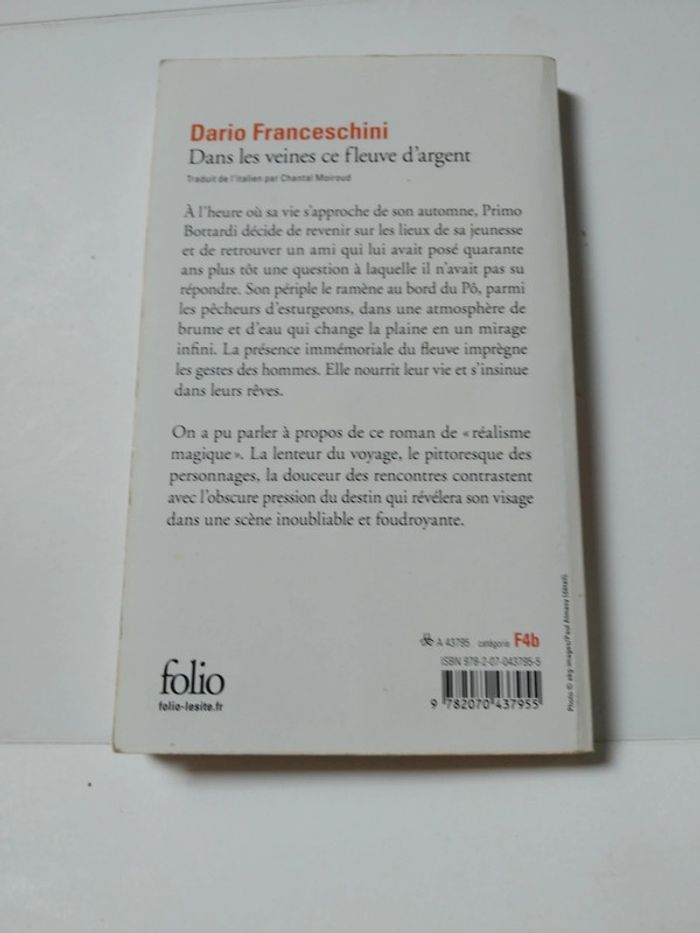 Dario Franceschini
Dans les veines ce fleuve d'argent
Traduit de l'italien par Chantal Moiroud
À l'heure où sa vie s'approche de son automne, Primo
Bottardi décide de revenir sur les lieux de sa jeunesse
et de retrouver un ami qui lui avait posé quarante
ans plus tôt une question à laquelle il n'avait pas su
répondre. Son périple le ramène au bord du Pô, parmi
les pêcheurs d'esturgeons, dans une atmosphère de
brume et d'eau qui change la plaine en un mirage
infini. La présence immémoriale du fleuve imprègne
les gestes des hommes. Elle nourrit leur vie et s'insinue
dans leurs rêves.
On a pu parler à propos de ce roman de « réalisme
magique ». La lenteur du voyage, le pittoresque des
personnages, la douceur des rencontres contrastent
avec l'obscure pression du destin qui révélera son visage
dans une scène inoubliable et foudroyante.
A 43795 catégorie F4b
ISBN 978-2-07-043795-5
9 782070 437955
folio
folio-lesite.fr
Photo © akg images/Paul Almasy (détail)